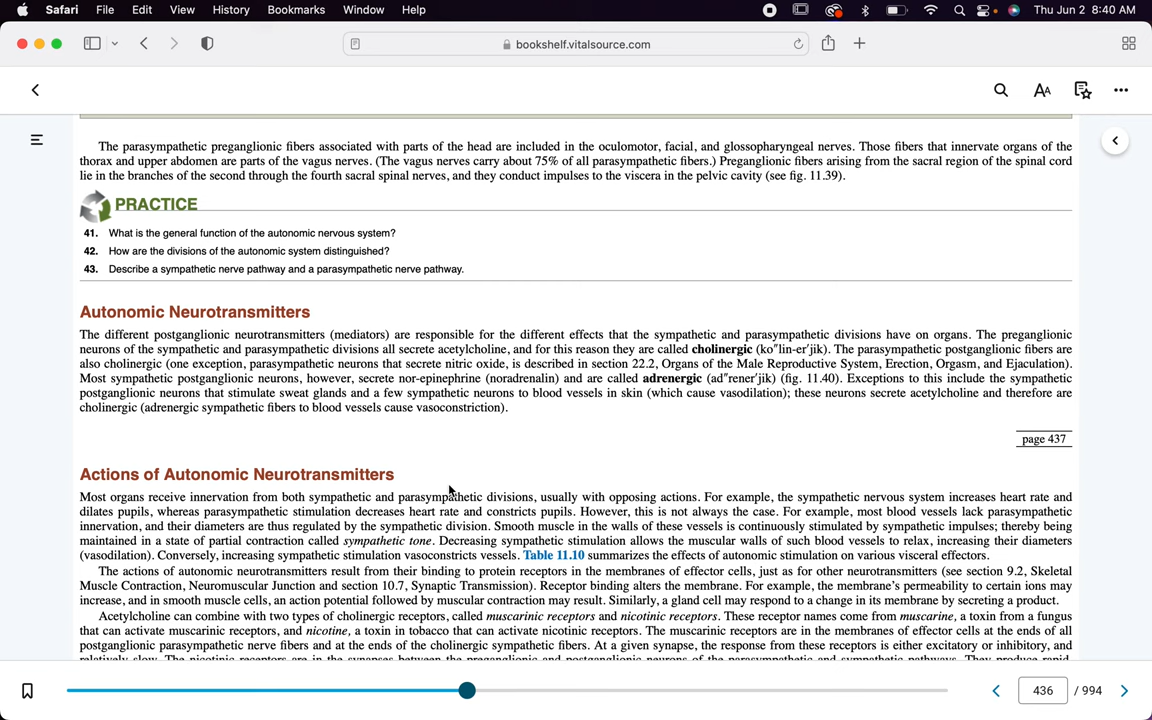 Safari File Edit View History Bookmarks Window Help Thu Jun 2 8:40 AM
bookshelf.vitalsource.com
AA
The parasympathetic preganglionic fibers associated with parts of the head are included in the oculomotor, facial, and glossopharyngeal nerves. Those fibers that innervate organs of the
thorax and upper abdomen are parts of the vagus nerves. (The vagus nerves carry about 75% of all parasympathetic fibers.) Preganglionic fibers arising from the sacral region of the spinal cord
lie in the branches of the second through the fourth sacral spinal nerves, and they conduct impulses to the viscera in the pelvic cavity (see fig. 11.39).
PRACTICE
41. What is the general function of the autonomic nervous system?
42. How are the divisions of the autonomic system distinguished?
43. Describe a sympathetic nerve pathway and a parasympathetic nerve pathway.
Autonomic Neurotransmitters
The different postganglionic neurotransmitters (mediators) are responsible for the different effects that the sympathetic and parasympathetic divisions have on organs. The preganglionic
neurons of the sympathetic and parasympathetic divisions all secrete acetylcholine, and for this reason they are called cholinergic (ko″lin-er′jik). The parasympathetic postganglionic fibers are
also cholinergic (one exception, parasympathetic neurons that secrete nitric oxide, is described in section 22.2, Organs of the Male Reproductive System, Erection, Orgasm, and Ejaculation).
Most sympathetic postganglionic neurons, however, secrete nor-epinephrine (noradrenalin) and are called adrenergic (ad″rener′jik) (fig. 11.40). Exceptions to this include the sympathetic
postganglionic neurons that stimulate sweat glands and a few sympathetic neurons to blood vessels in skin (which cause vasodilation); these neurons secrete acetylcholine and therefore are
cholinergic (adrenergic sympathetic fibers to blood vessels cause vasoconstriction).
page 437
Actions of Autonomic Neurotransmitters
Most organs receive innervation from both sympathetic and parasympathetic divisions, usually with opposing actions. For example, the sympathetic nervous system increases heart rate and
dilates pupils, whereas parasympathetic stimulation decreases heart rate and constricts pupils. However, this is not always the case. For example, most blood vessels lack parasympathetic
innervation, and their diameters are thus regulated by the sympathetic division. Smooth muscle in the walls of these vessels is continuously stimulated by sympathetic impulses; thereby being
maintained in a state of partial contraction called sympathetic tone. Decreasing sympathetic stimulation allows the muscular walls of such blood vessels to relax, increasing their diameters
(vasodilation). Conversely, increasing sympathetic stimulation vasoconstricts vessels. Table 11.10 summarizes the effects of autonomic stimulation on various visceral effectors.
The actions of autonomic neurotransmitters result from their binding to protein receptors in the membranes of effector cells, just as for other neurotransmitters (see section 9.2, Skeletal
Muscle Contraction, Neuromuscular Junction and section 10.7, Synaptic Transmission). Receptor binding alters the membrane. For example, the membrane's permeability to certain ions may
increase, and in smooth muscle cells, an action potential followed by muscular contraction may result. Similarly, a gland cell may respond to a change in its membrane by secreting a product.
Acetylcholine can combine with two types of cholinergic receptors, called muscarinic receptors and nicotinic receptors. These receptor names come from muscarine, a toxin from a fungus
that can activate muscarinic receptors, and nicotine, a toxin in tobacco that can activate nicotinic receptors. The muscarinic receptors are in the membranes of effector cells at the ends of all
postganglionic parasympathetic nerve fibers and at the ends of the cholinergic sympathetic fibers. At a given synapse, the response from these receptors is either excitatory or inhibitory, and
relatively slow. The nicotinic receptors are in the synapses between the preganglionic and postganglionic neurons of the parasympathetic and sympathetic pathways. They produce rapid,
436 / 994